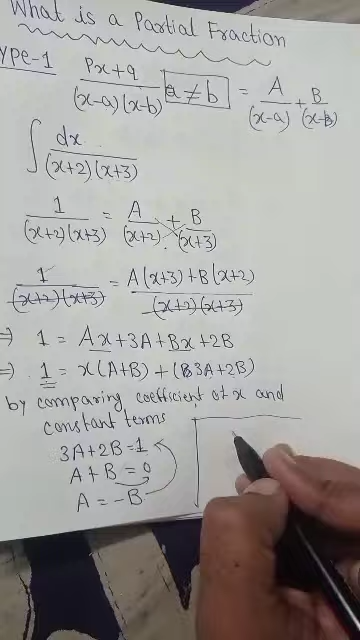 What is a Partial Fraction
Type-1 Px+q/(x-a)(x-b) a≠b = A/(x-a) + B/(x-b)
∫ dx/(x+2)(x+3)
1/(x+2)(x+3) = A/(x+2) + B/(x+3)
1/(x+2)(x+3) = A(x+3)+B(x+2)/(x+2)(x+3)
⇒ 1 = Ax+3A+Bx+2B
⇒ 1 = x(A+B) + (3A+2B)
by comparing coefficient of x and
constant terms
3A+2B=1
A+B=0
A=-B